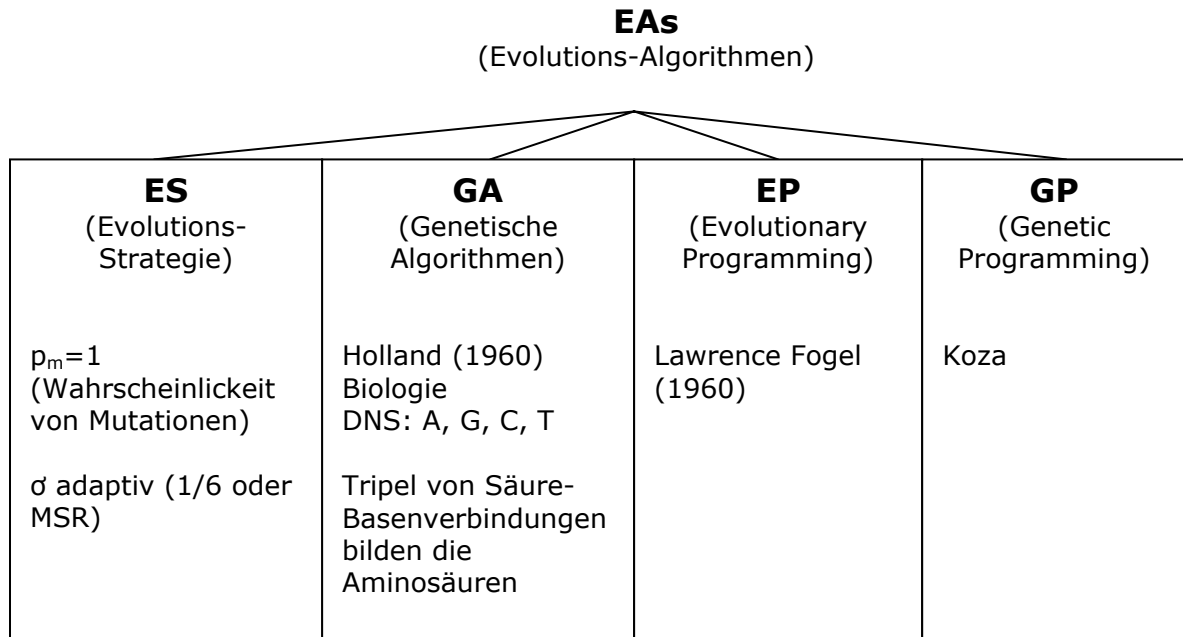 EAs
(Evolutions-Algorithmen)
ES
(Evolutions-
Strategie)
p_m=1
(Wahrscheinlickeit
von Mutationen)
σ adaptiv (1/6 oder
MSR)
GA
(Genetische
Algorithmen)
Holland (1960)
Biologie
DNS: A, G, C, T
Tripel von Säure-
Basenverbindungen
bilden die
Aminosäuren
EP
(Evolutionary
Programming)
Lawrence Fogel
(1960)
GP
(Genetic
Programming)
Koza